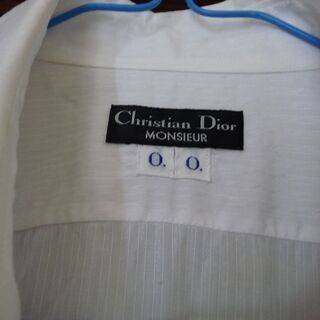 Christian Dior
MONSIEUR
O. O.